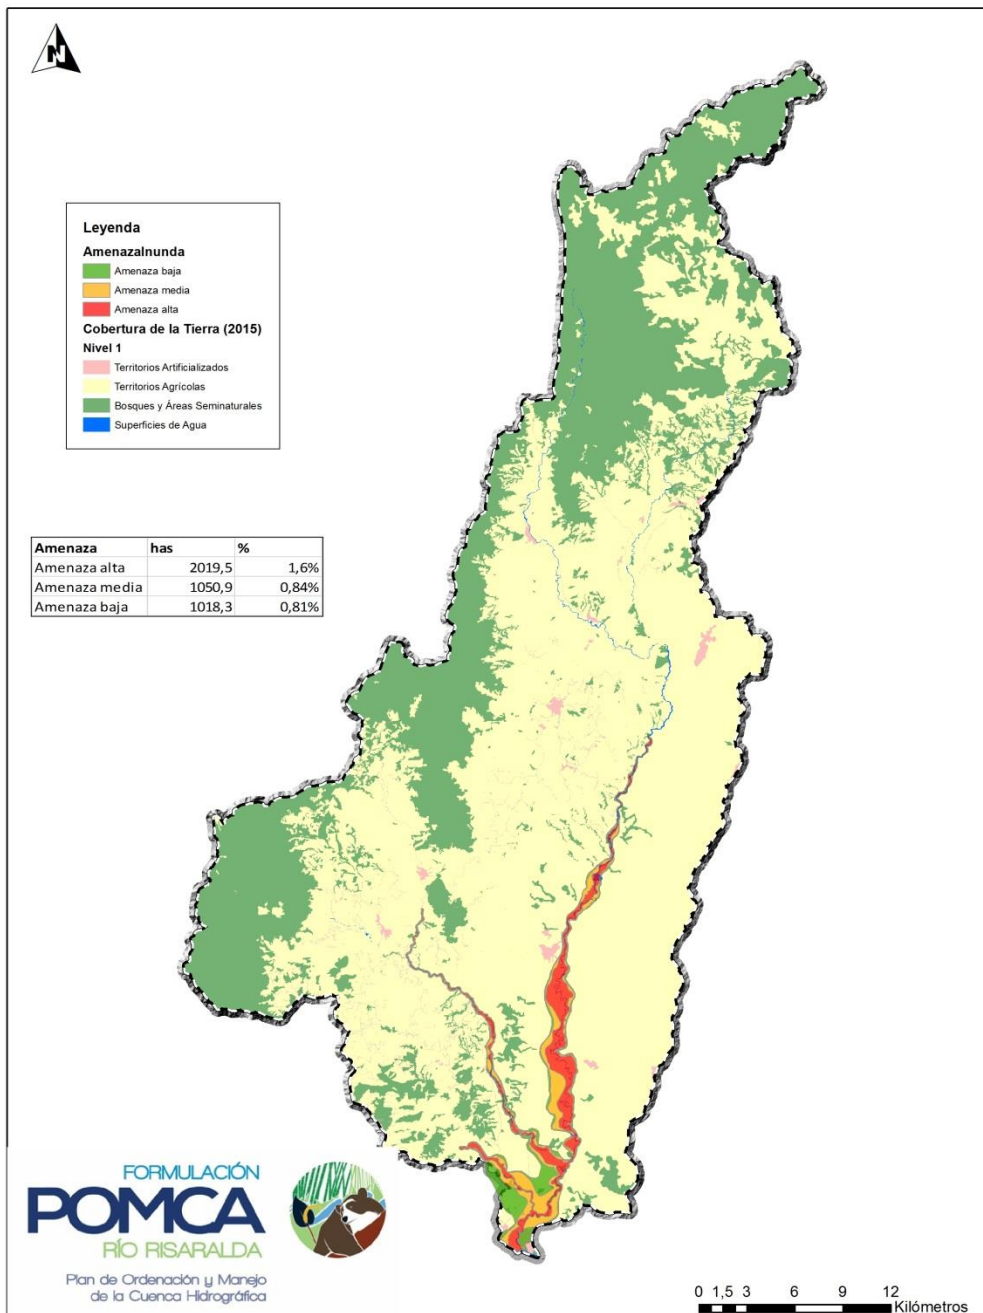 N
Leyenda
AmenazaInunda
Amenaza baja
Amenaza media
Amenaza alta
Cobertura de la Tierra (2015)
Nivel 1
Territorios Artificializados
Territorios Agrícolas
Bosques y Áreas Seminaturales
Superficies de Agua
Amenaza has %
Amenaza alta 2019,5 1,6%
Amenaza media 1050,9 0,84%
Amenaza baja 1018,3 0,81%
FORMULACIÓN
POMCA
RÍO RISARALDA
Plan de Ordenación y Manejo
de la Cuenca Hidrográfica
0 1,5 3 6 9 12
Kilómetros